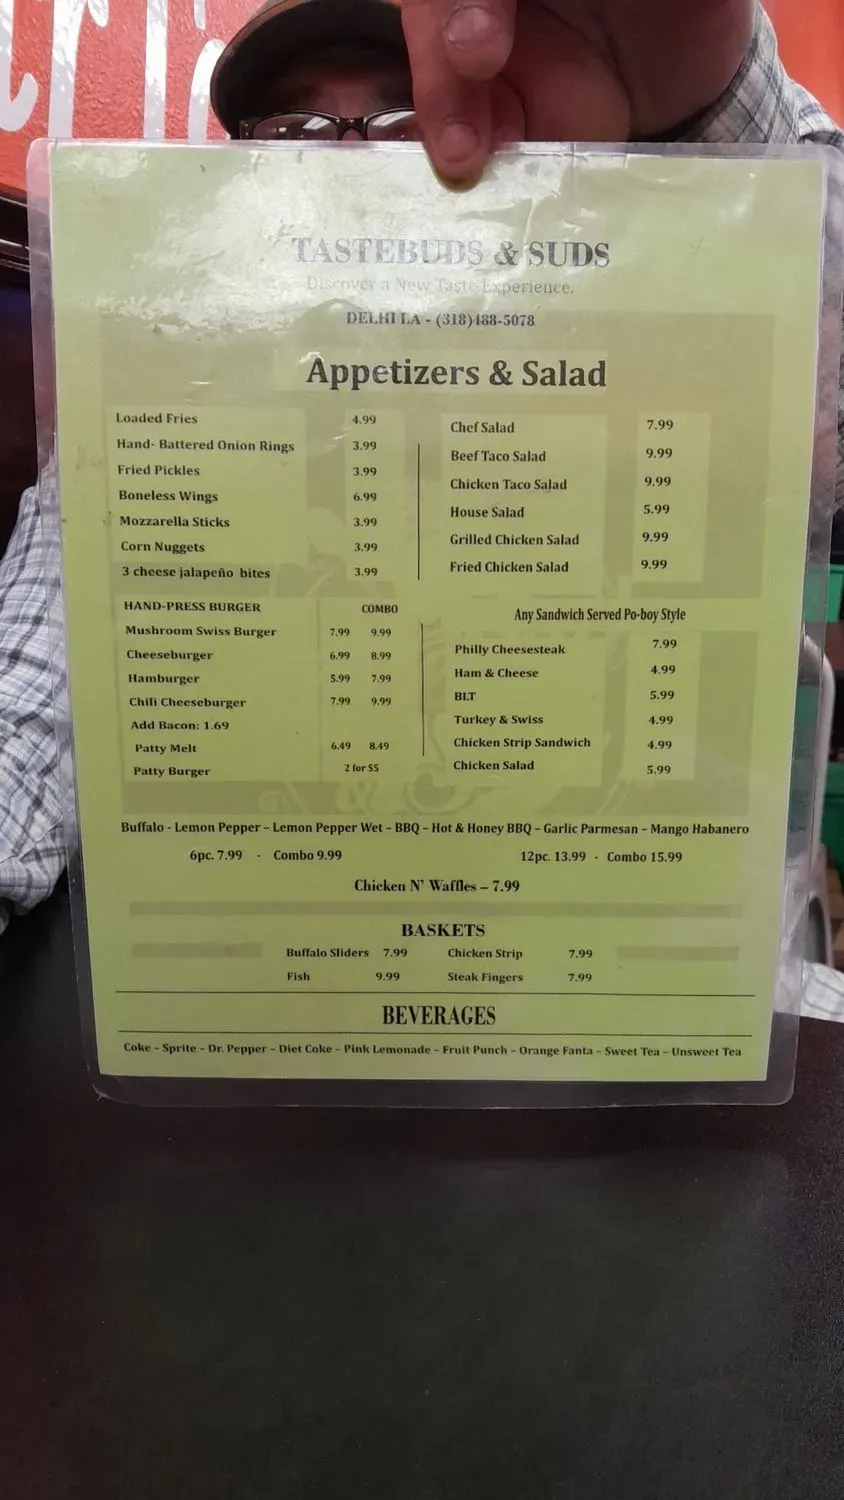 TASTEBUDS & SUDS
Discover a New Taste Experience.
DELHI LA - (318)488-5078
Appetizers & Salad
Loaded Fries 4.99
Hand- Battered Onion Rings 3.99
Fried Pickles 3.99
Boneless Wings 6.99
Mozzarella Sticks 3.99
Corn Nuggets 3.99
3 cheese jalapeño bites 3.99
Chef Salad 7.99
Beef Taco Salad 9.99
Chicken Taco Salad 9.99
House Salad 5.99
Grilled Chicken Salad 9.99
Fried Chicken Salad 9.99
HAND-PRESS BURGER COMBO
Mushroom Swiss Burger 7.99 9.99
Cheeseburger 6.99 8.99
Hamburger 5.99 7.99
Chili Cheeseburger 7.99 9.99
Add Bacon: 1.69
Patty Melt 6.49 8.49
Patty Burger 2 for $5
Any Sandwich Served Po-boy Style
Philly Cheesesteak 7.99
Ham & Cheese 4.99
BLT 5.99
Turkey & Swiss 4.99
Chicken Strip Sandwich 4.99
Chicken Salad 5.99
Buffalo - Lemon Pepper – Lemon Pepper Wet – BBQ – Hot & Honey BBQ – Garlic Parmesan – Mango Habanero
6pc. 7.99 - Combo 9.99 12pc. 13.99 - Combo 15.99
Chicken N' Waffles – 7.99
BASKETS
Buffalo Sliders 7.99 Chicken Strip 7.99
Fish 9.99 Steak Fingers 7.99
BEVERAGES
Coke – Sprite – Dr. Pepper – Diet Coke – Pink Lemonade – Fruit Punch – Orange Fanta – Sweet Tea – Unsweet Tea